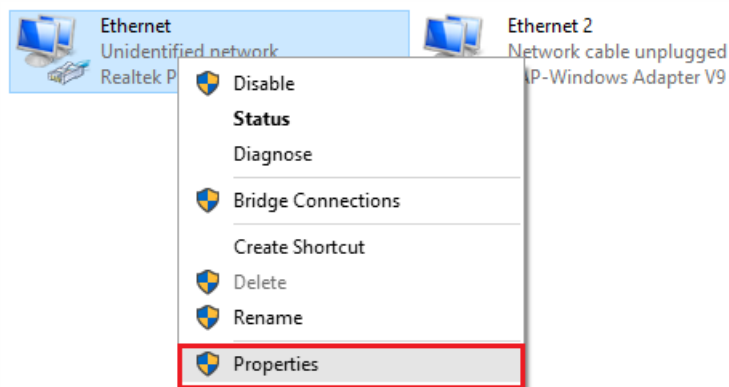 Ethernet
Unidentified network
Realtek P
Ethernet 2
Network cable unplugged
AP-Windows Adapter V9
Disable
Status
Diagnose
Bridge Connections
Create Shortcut
Delete
Rename
Properties